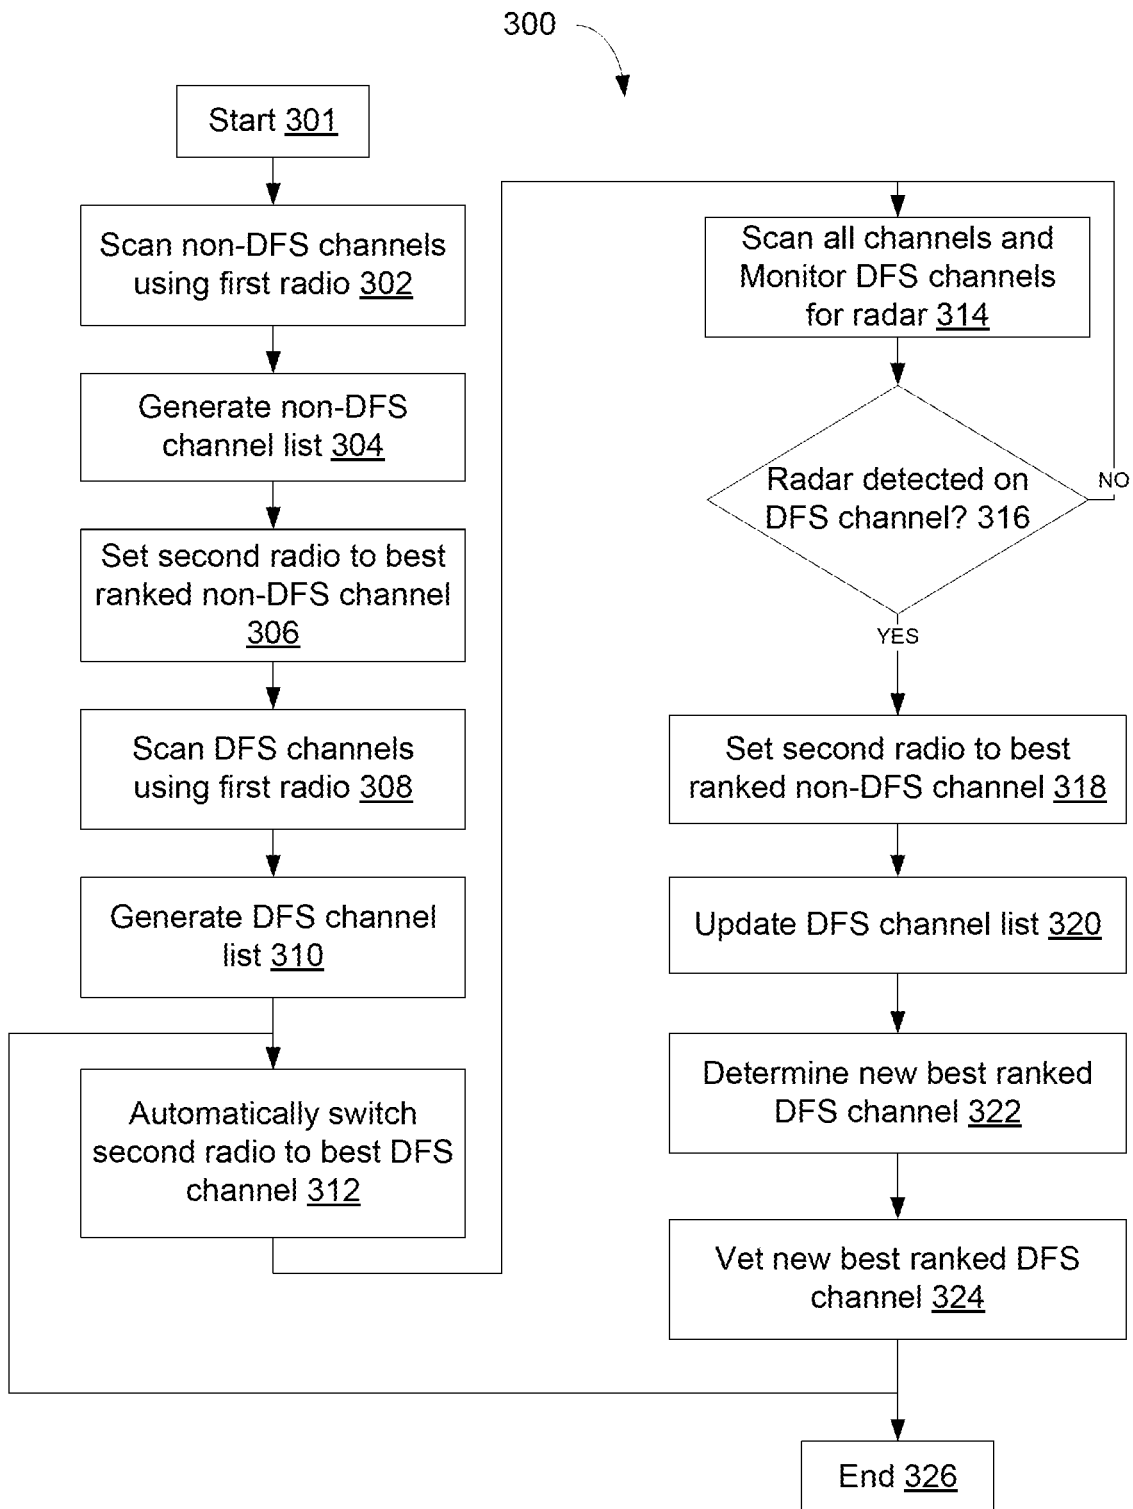 300
Start 301
Scan non-DFS channels
using first radio 302
Generate non-DFS
channel list 304
Set second radio to best
ranked non-DFS channel
306
Scan DFS channels
using first radio 308
Generate DFS channel
list 310
Automatically switch
second radio to best DFS
channel 312
Scan all channels and
Monitor DFS channels
for radar 314
Radar detected on
DFS channel? 316
NO
YES
Set second radio to best
ranked non-DFS channel 318
Update DFS channel list 320
Determine new best ranked
DFS channel 322
Vet new best ranked DFS
channel 324
End 326